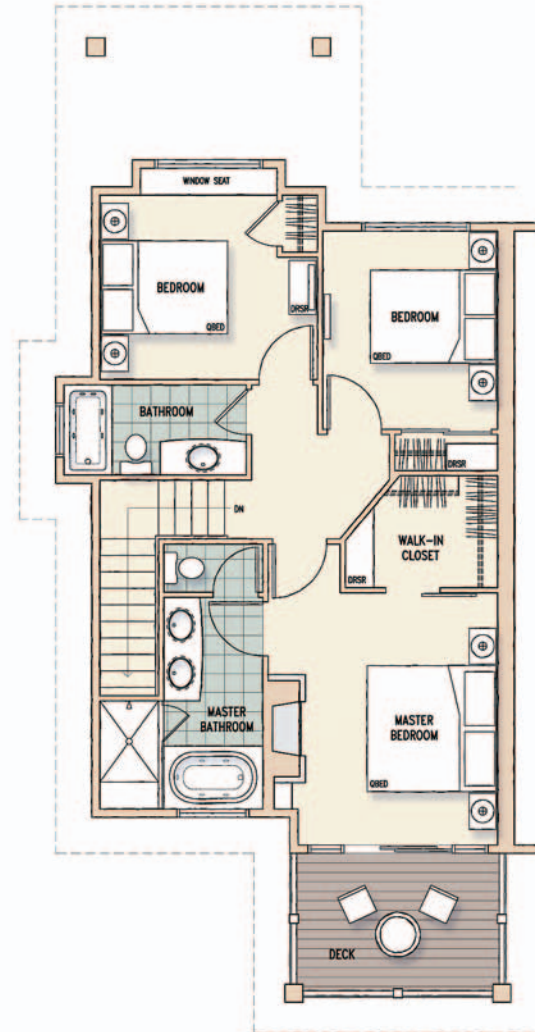 WINDOW SEAT
BEDROOM
QBED
DRSR
BEDROOM
QBED
BATHROOM
DRSR
DN
WALK-IN
CLOSET
DRSR
MASTER
BATHROOM
MASTER
BEDROOM
QBED
DECK